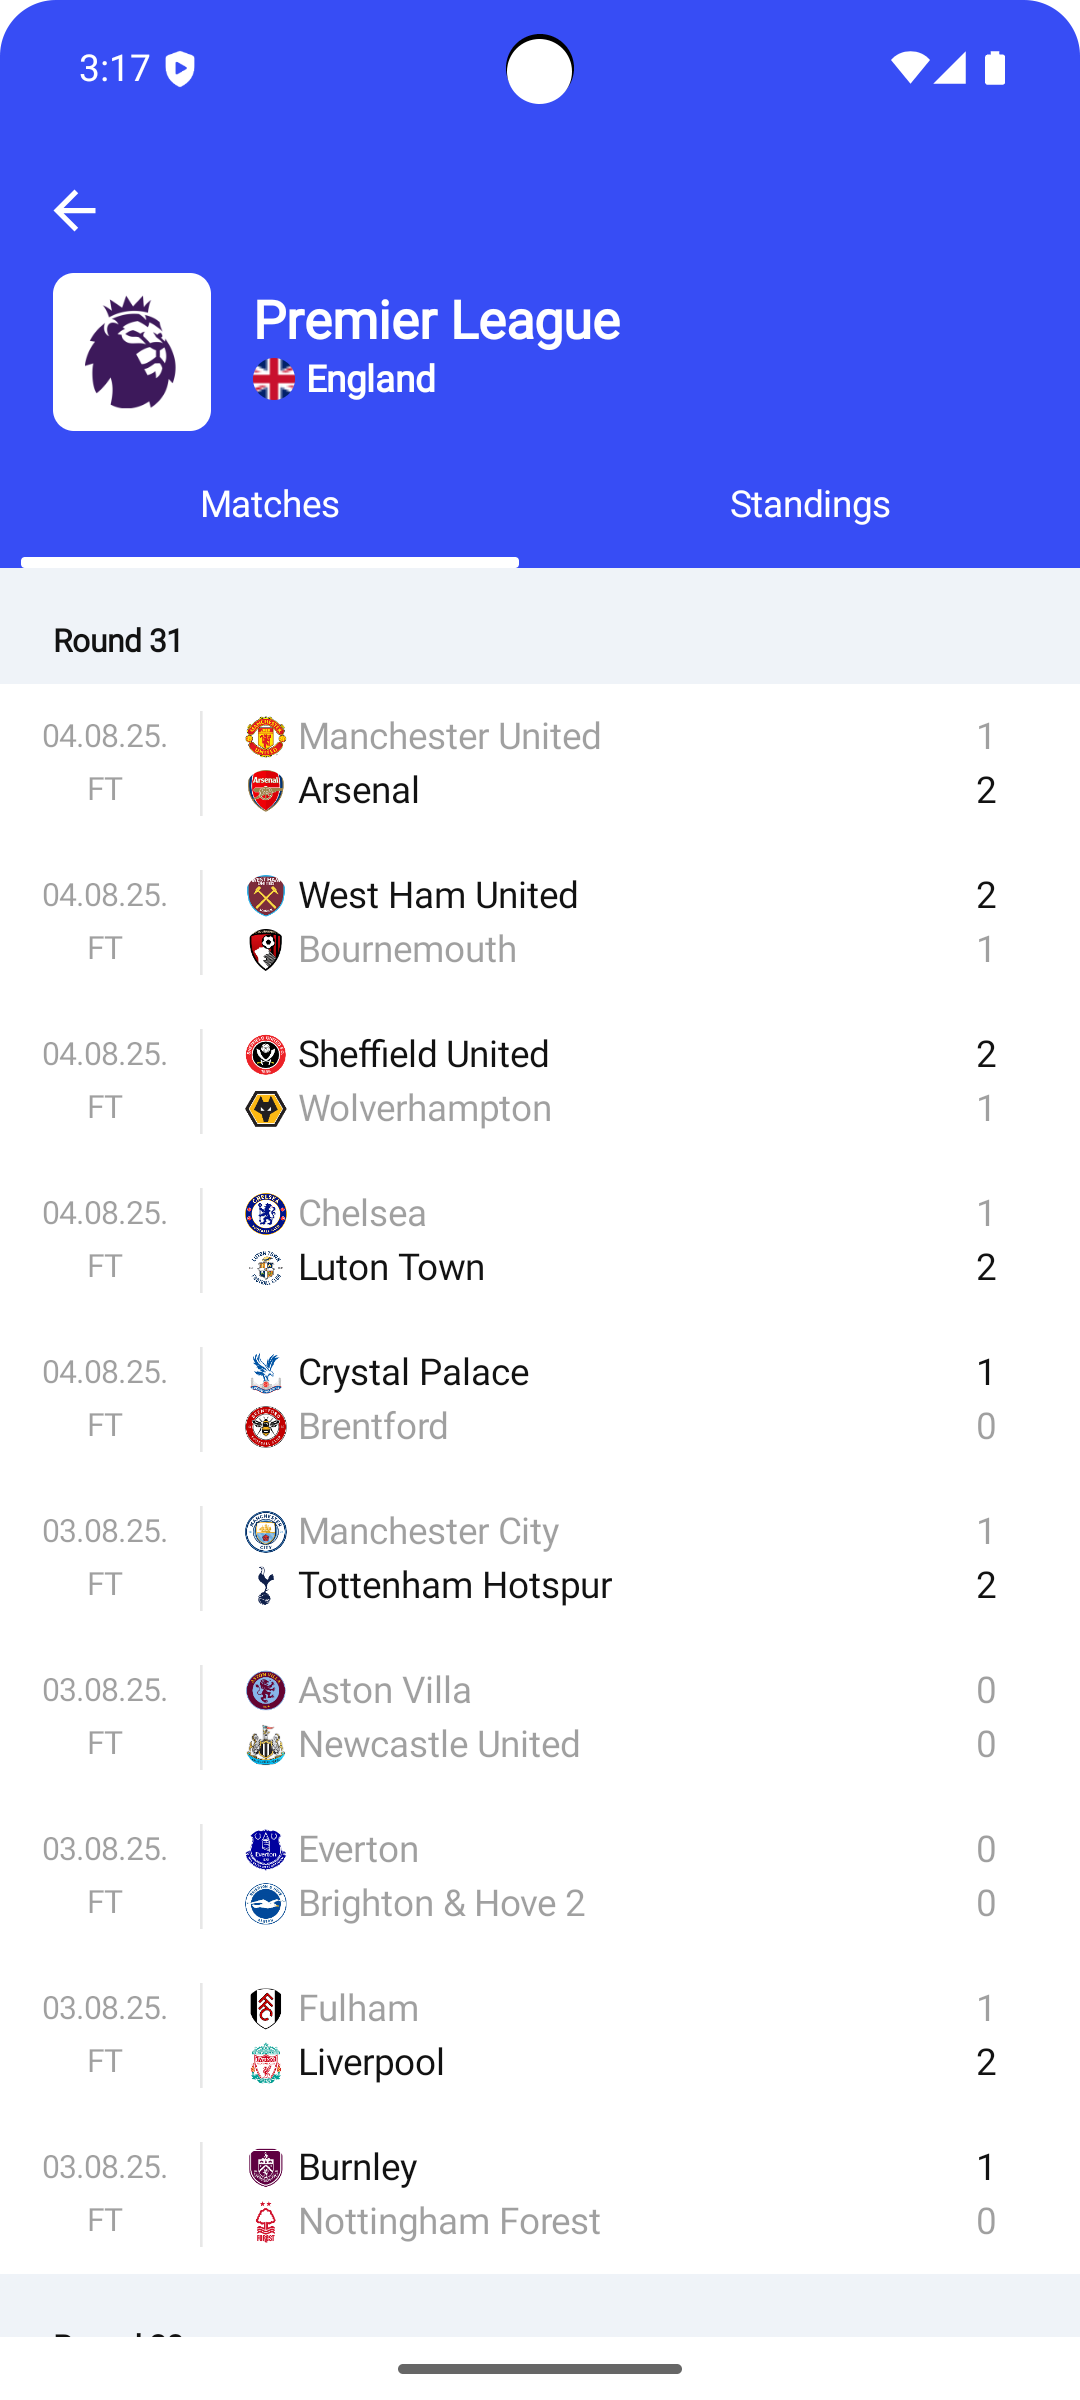 3:17
Premier League
England
Matches
Standings
Round 31
04.08.25.
FT
Manchester United 1
Arsenal 2
04.08.25.
FT
West Ham United 2
Bournemouth 1
04.08.25.
FT
Sheffield United 2
Wolverhampton 1
04.08.25.
FT
Chelsea 1
Luton Town 2
04.08.25.
FT
Crystal Palace 1
Brentford 0
03.08.25.
FT
Manchester City 1
Tottenham Hotspur 2
03.08.25.
FT
Aston Villa 0
Newcastle United 0
03.08.25.
FT
Everton 0
Brighton & Hove 2 0
03.08.25.
FT
Fulham 1
Liverpool 2
03.08.25.
FT
Burnley 1
Nottingham Forest 0